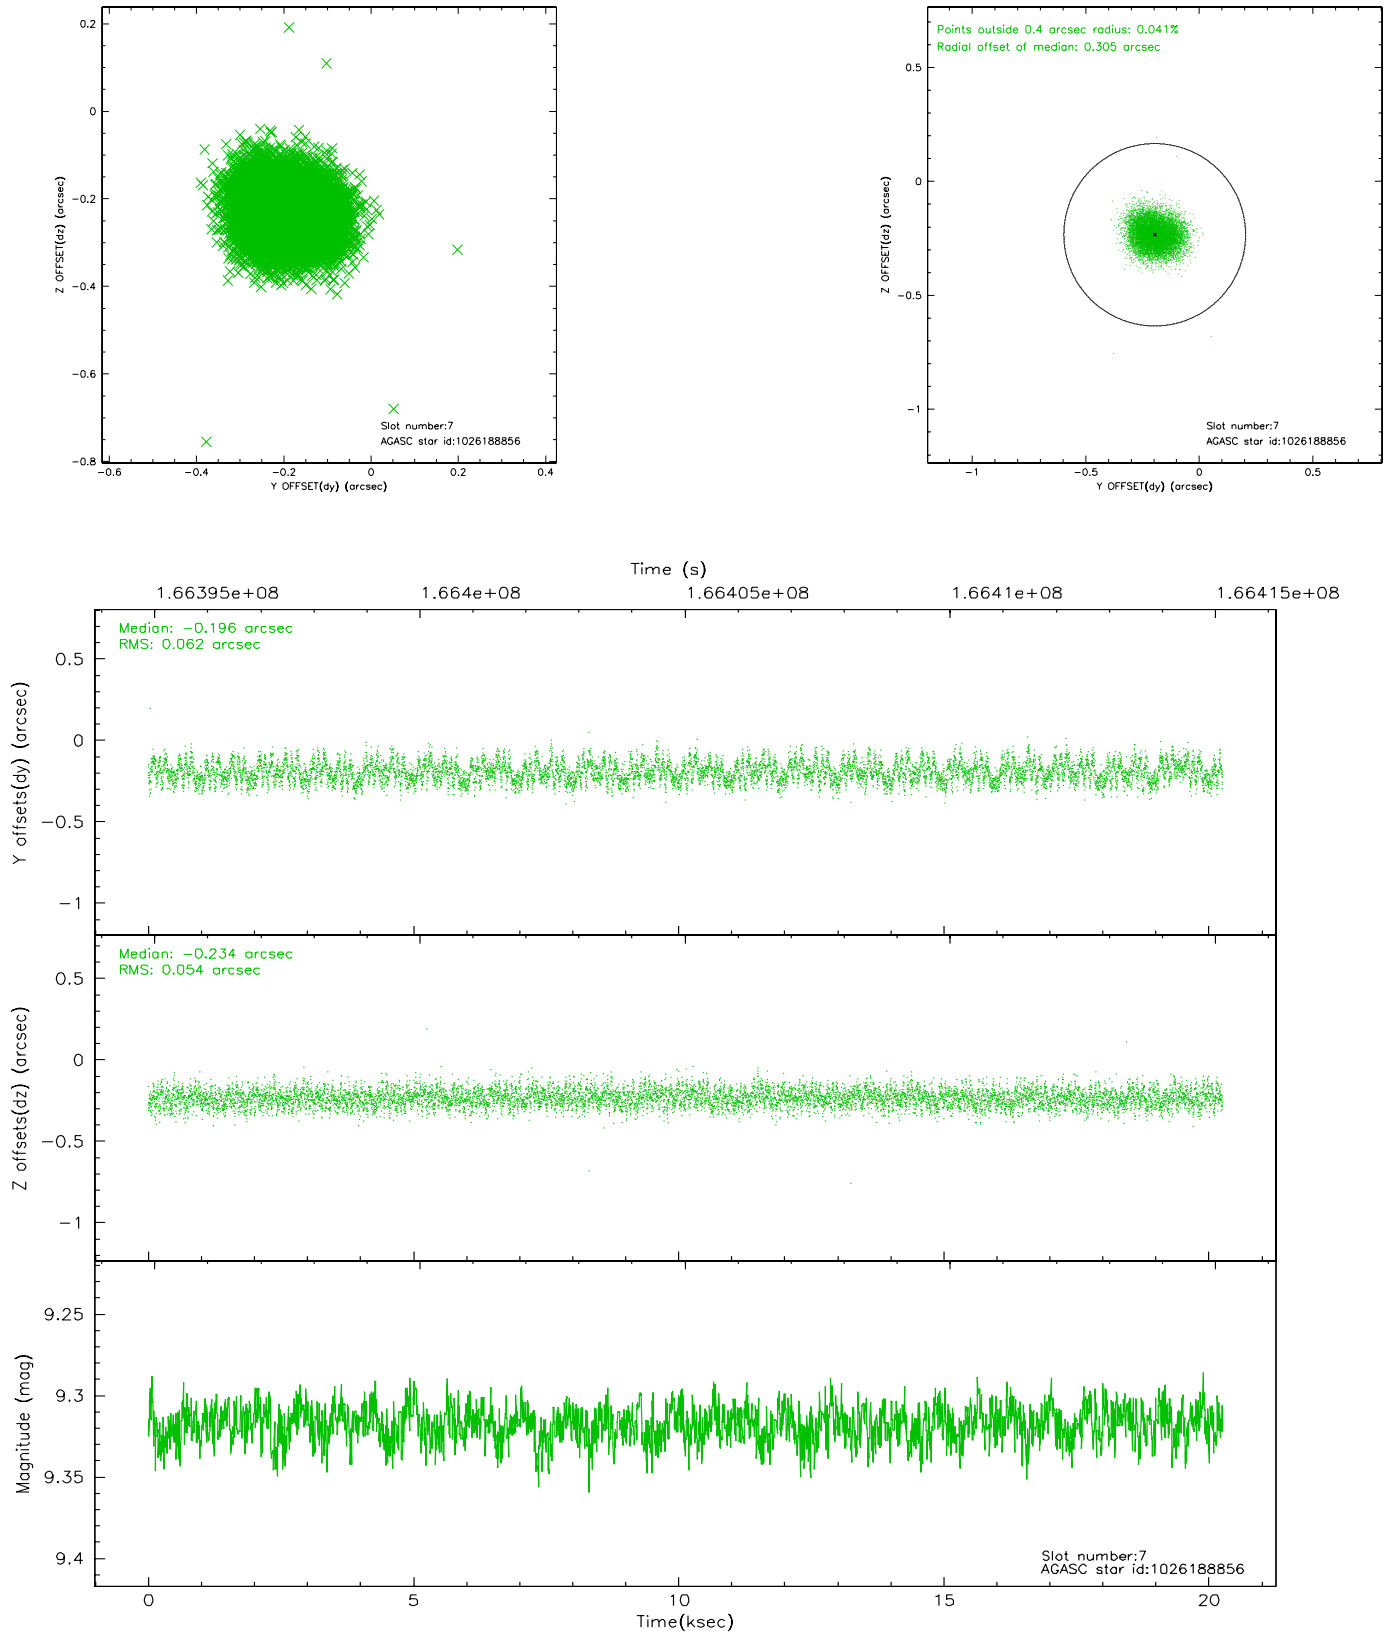 0.2
0
−0.2
−0.4
−0.6
−0.8
Z OFFSET(dz) (arcsec)
−0.6
−0.4
−0.2
0
0.2
0.4
Y OFFSET(dy) (arcsec)
Slot number:7
AGASC star id:1026188856
Points outside 0.4 arcsec radius: 0.041%
Radial offset of median: 0.305 arcsec
0.5
0
−0.5
−1
Z OFFSET(dz) (arcsec)
−1
−0.5
0
0.5
Y OFFSET(dy) (arcsec)
Slot number:7
AGASC star id:1026188856
Time (s)
1.66395e+08
1.664e+08
1.66405e+08
1.6641e+08
1.66415e+08
Median: −0.196 arcsec
RMS: 0.062 arcsec
0.5
0
−0.5
−1
Y offsets(dy) (arcsec)
Median: −0.234 arcsec
RMS: 0.054 arcsec
0.5
0
−0.5
−1
Z offsets(dz) (arcsec)
9.25
9.3
9.35
9.4
Magnitude (mag)
Slot number:7
AGASC star id:1026188856
0
5
10
15
20
Time(ksec)